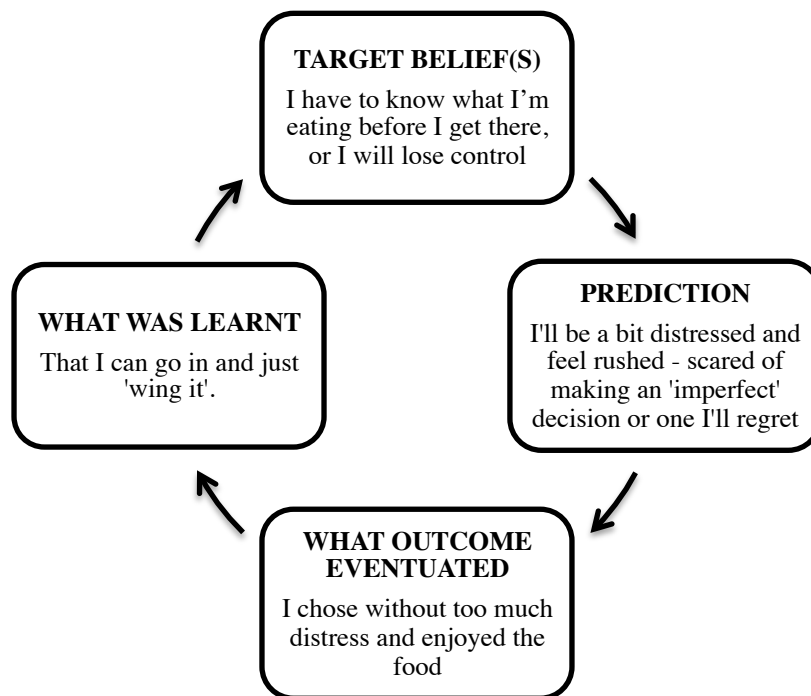 TARGET BELIEF(S)
I have to know what I’m
eating before I get there,
or I will lose control
PREDICTION
I'll be a bit distressed and
feel rushed - scared of
making an 'imperfect'
decision or one I'll regret
WHAT OUTCOME
EVENTUATED
I chose without too much
distress and enjoyed the
food
WHAT WAS LEARNT
That I can go in and just
'wing it'.